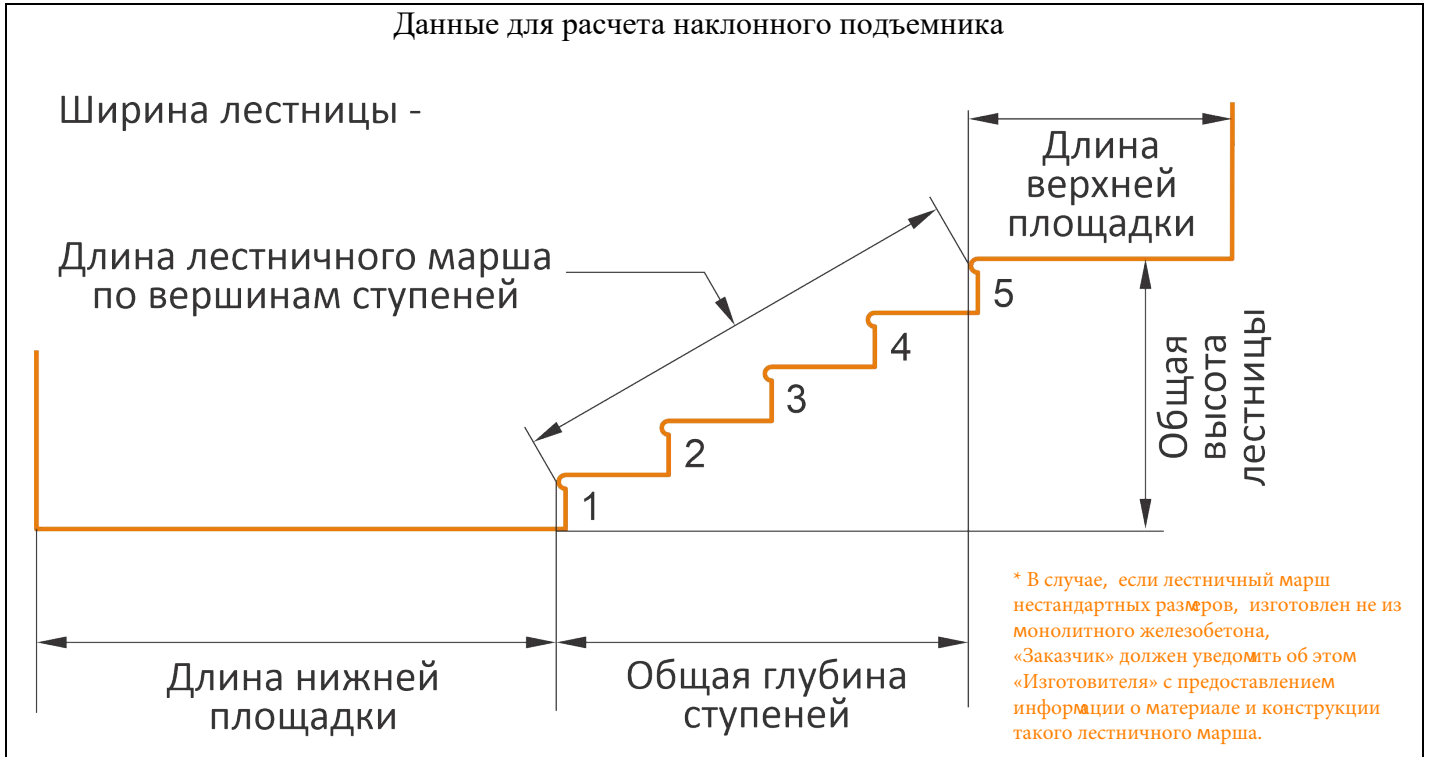 Данные для расчета наклонного подъемника
Ширина лестницы -
Длина
верхней
площадки
Длина лестничного марша
по вершинам ступеней
5
4
3
2
1
Общая
высота
лестницы
* В случае, если лестничный марш
нестандартных размеров, изготовлен не из
монолитного железобетона,
«Заказчик» должен уведомить об этом
«Изготовителя» с предоставлением
информации о материале и конструкции
такого лестничного марша.
Длина нижней
площадки
Общая глубина
ступеней